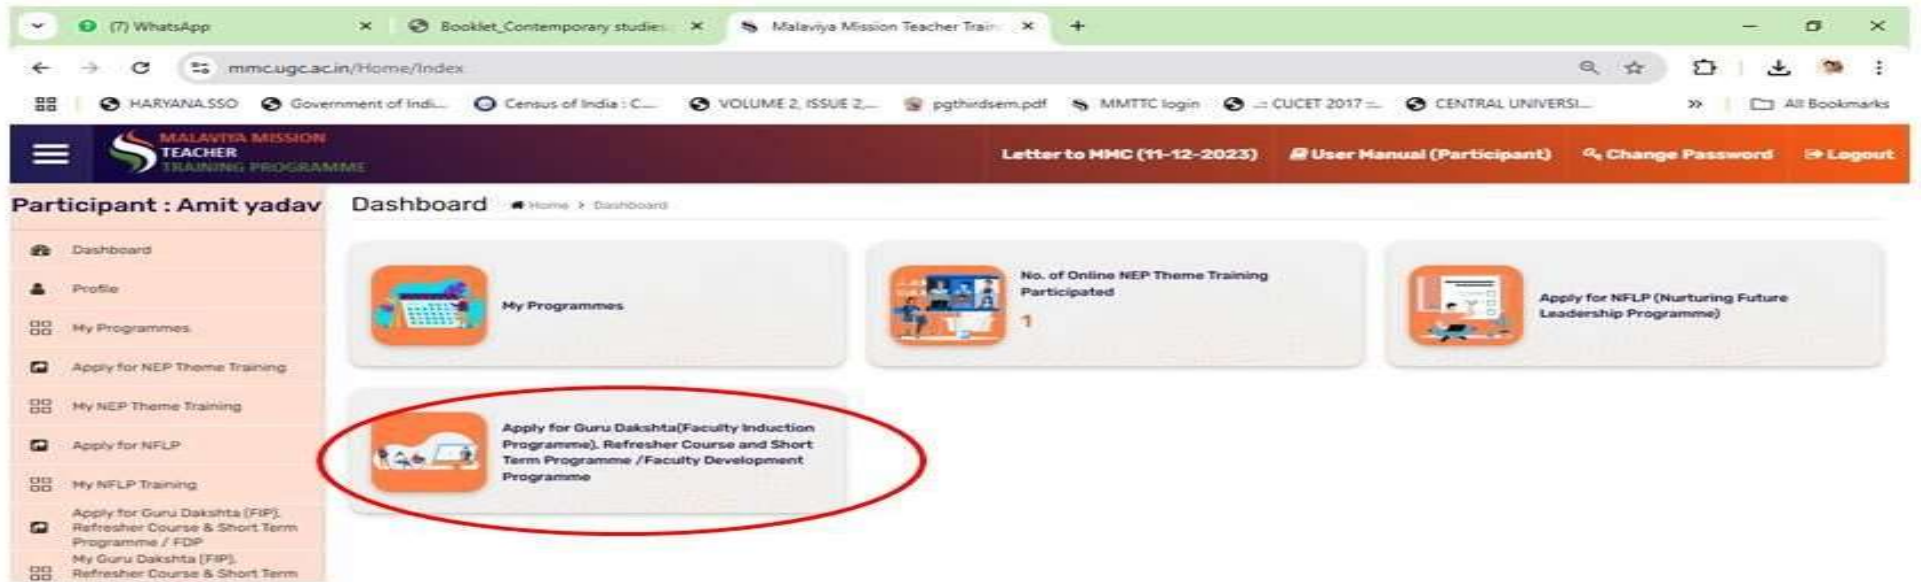 (7) WhatsApp
Booklet_Contemporary studies
Malaviya Mission Teacher Train
mmc.ugc.ac.in/Home/Index
HARYANA.SSO
Government of Indi...
Census of India : C...
VOLUME 2, ISSUE 2,...
pgthirdsem.pdf
MMTTC login
..:: CUCET 2017 ::..
CENTRAL UNIVERSI...
All Bookmarks
MALAVIYA MISSION
TEACHER
TRAINING PROGRAMME
Letter to MMC (11-12-2023)
User Manual (Participant)
Change Password
Logout
Participant : Amit yadav
Dashboard
Profile
My Programmes
Apply for NEP Theme Training
My NEP Theme Training
Apply for NFLP
My NFLP Training
Apply for Guru Dakshta (FIP),
Refresher Course & Short Term
Programme / FDP
My Guru Dakshta (FIP),
Refresher Course & Short Term
Dashboard
Home > Dashboard
My Programmes
No. of Online NEP Theme Training
Participated
1
Apply for NFLP (Nurturing Future
Leadership Programme)
Apply for Guru Dakshta(Faculty Induction
Programme), Refresher Course and Short
Term Programme /Faculty Development
Programme